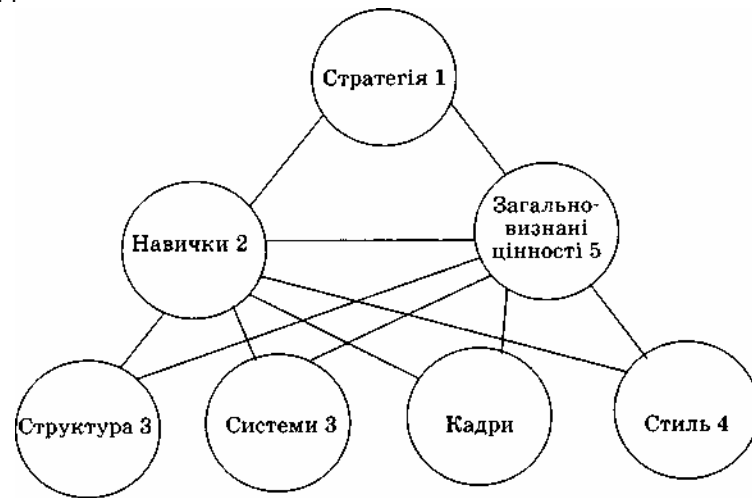 Стратегія 1
Навички 2
Загально-
визнані
цінності 5
Структура 3
Системи 3
Кадри
Стиль 4